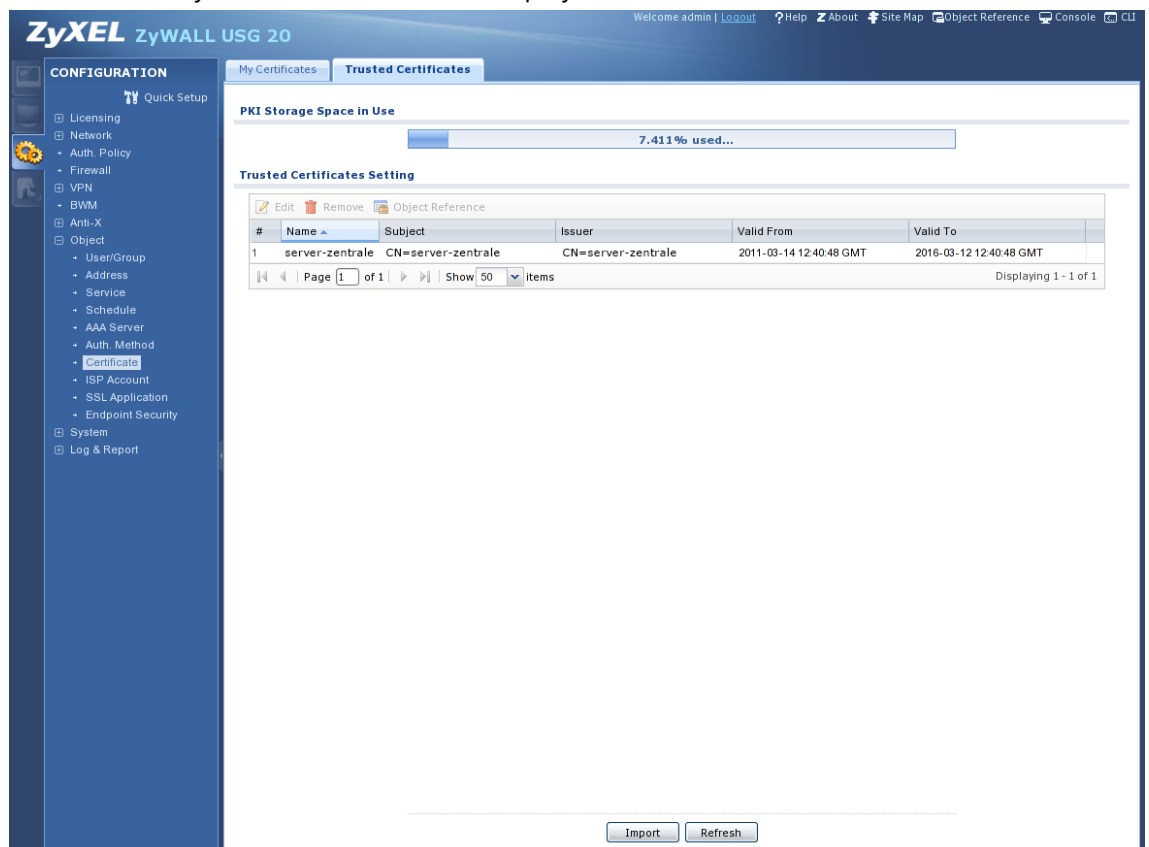 Welcome admin | Logout ?Help Z About Site Map Object Reference Console CLI
ZyXEL ZyWALL USG 20
CONFIGURATION
Quick Setup
Licensing
Network
Auth. Policy
Firewall
VPN
BWM
Anti-X
Object
User/Group
Address
Service
Schedule
AAA Server
Auth. Method
Certificate
ISP Account
SSL Application
Endpoint Security
System
Log & Report
My Certificates Trusted Certificates
PKI Storage Space in Use
7.411% used...
Trusted Certificates Setting
Edit Remove Object Reference
# Name Subject Issuer Valid From Valid To
1 server-zentrale CN=server-zentrale CN=server-zentrale 2011-03-14 12:40:48 GMT 2016-03-12 12:40:48 GMT
Page 1 of 1 Show 50 items Displaying 1 - 1 of 1
Import Refresh